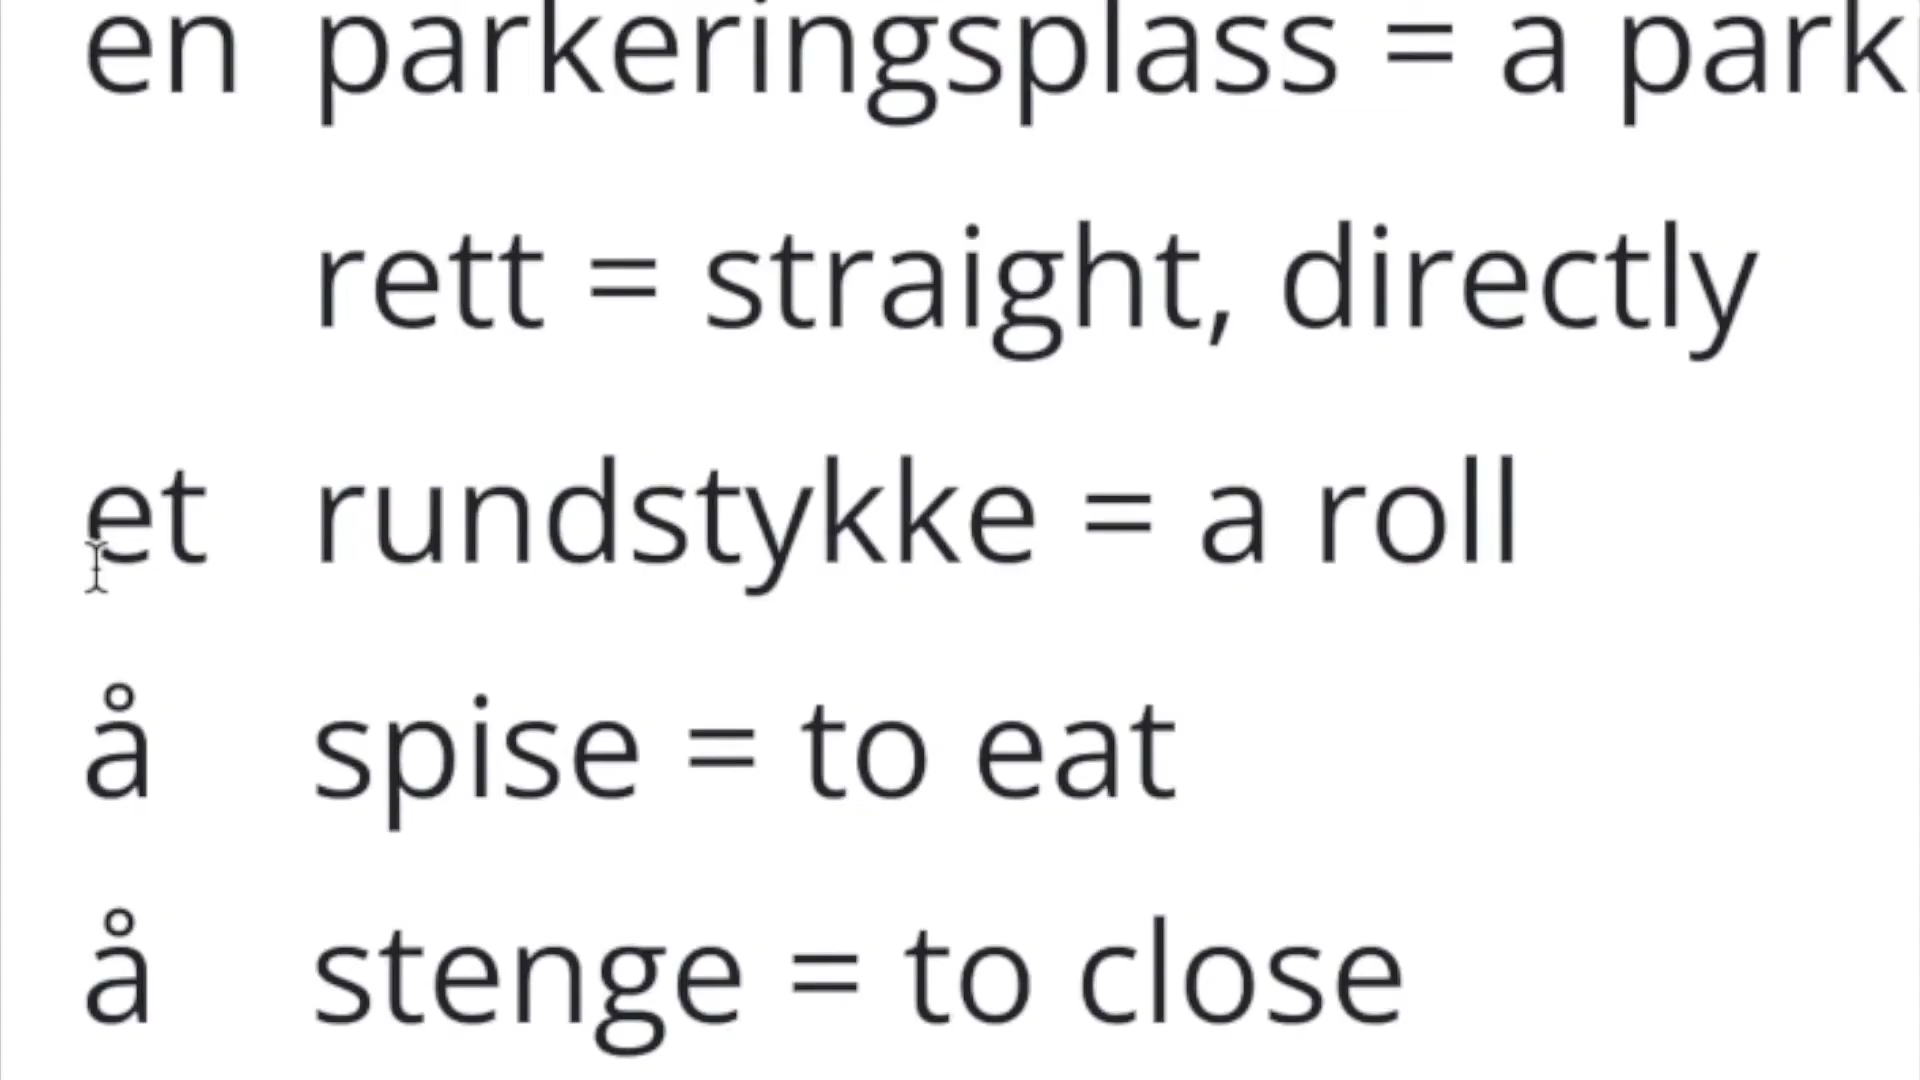 en parkeringsplass = a park
rett = straight, directly
et rundstykke = a roll
å spise = to eat
å stenge = to close